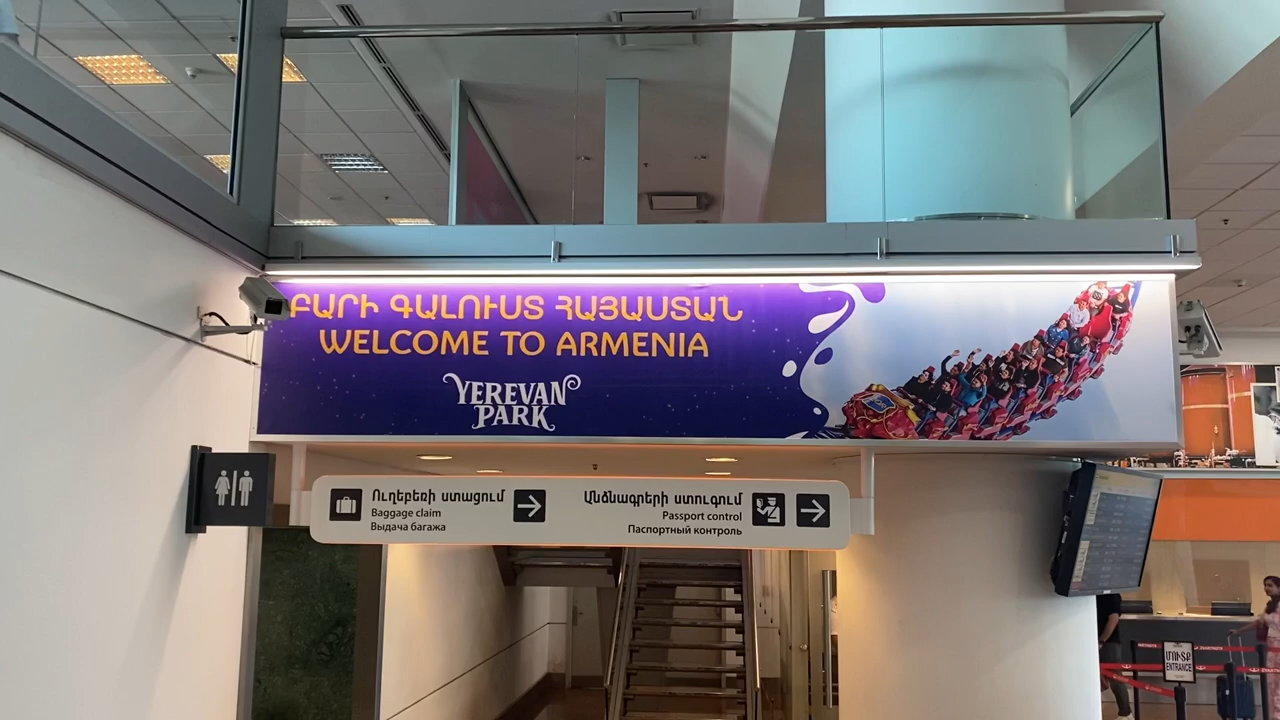 ԲԱՐԻ ԳԱԼՈՒՍՏ ՀԱՅԱՍՏԱՆ
WELCOME TO ARMENIA
YEREVAN
PARK
Ուղեբեռի ստացում
Baggage claim
Выдача багажа
Անձնագրերի ստուգում
Passport control
Паспортный контроль
ՄՈՒՏՔ
ENTRANCE